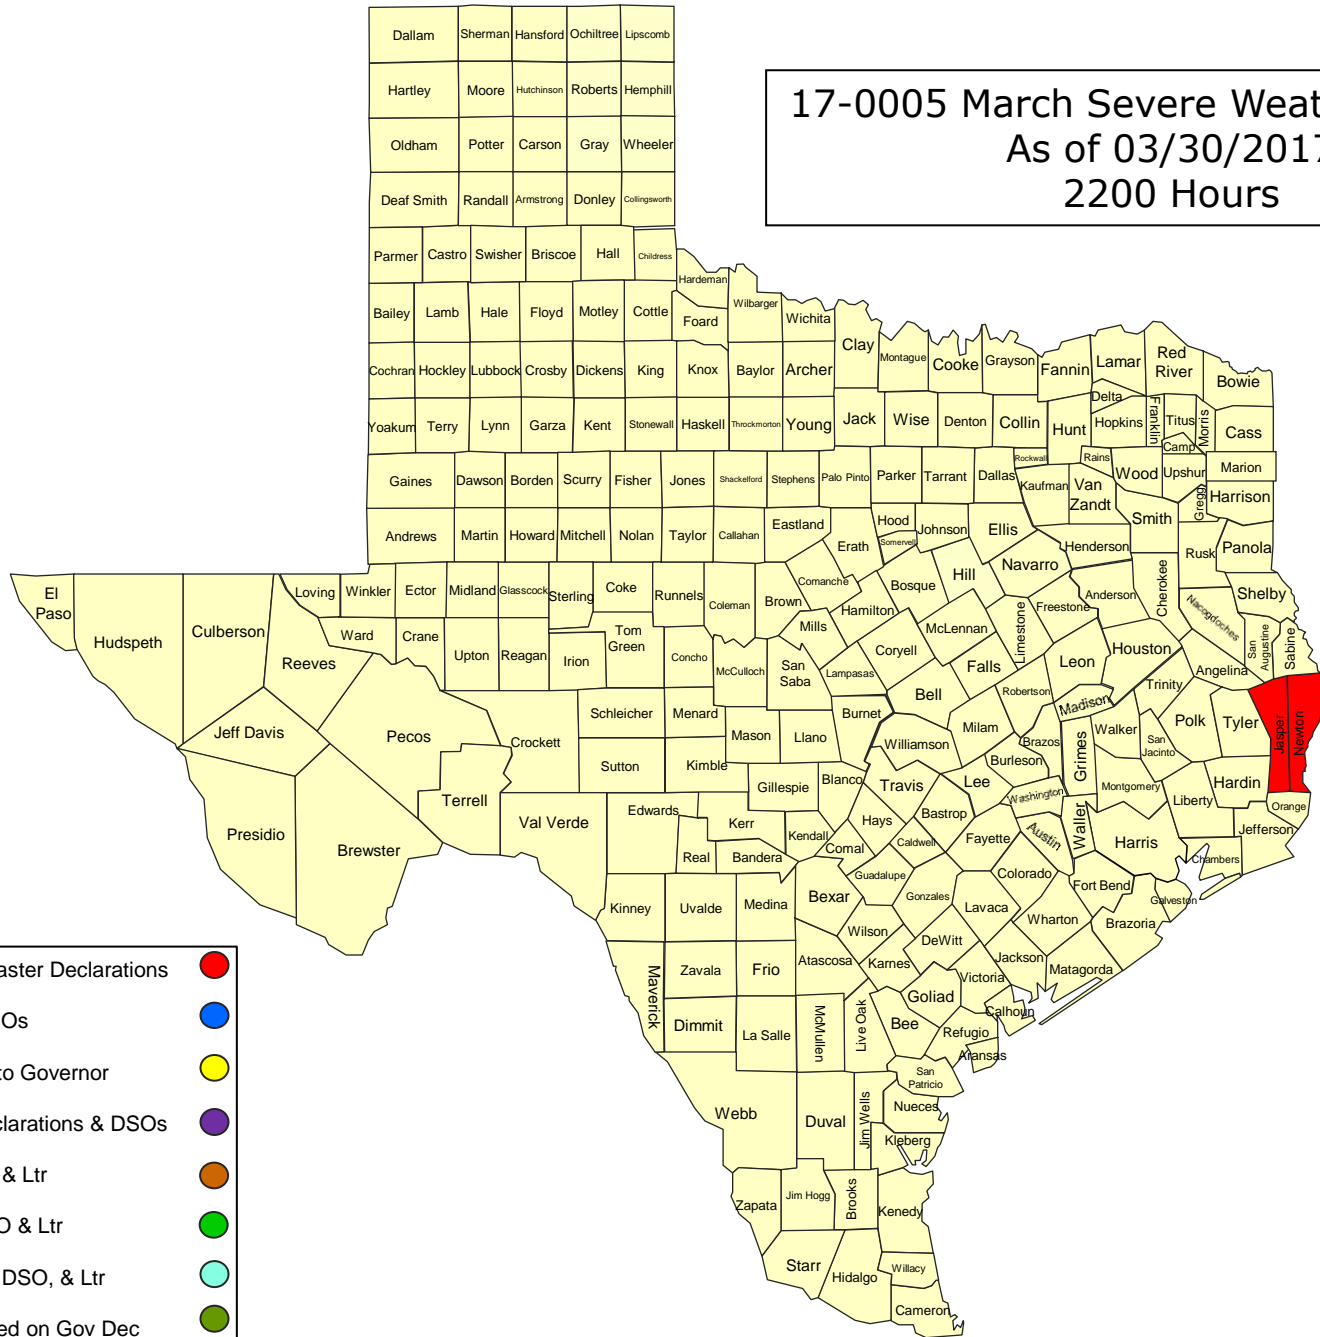 17-0005 March Severe Weat
As of 03/30/2017
2200 Hours
Dallam Sherman Hansford Ochiltree Lipscomb
Hartley Moore Hutchinson Roberts Hemphill
Oldham Potter Carson Gray Wheeler
Deaf Smith Randall Armstrong Donley Collingsworth
Parmer Castro Swisher Briscoe Hall Childress
Hardeman
Bailey Lamb Hale Floyd Motley Cottle Foard Wilbarger Wichita
Clay Montague Cooke Grayson Fannin Lamar Red
River Bowie
Cochran Hockley Lubbock Crosby Dickens King Knox Baylor Archer
Delta
Yoakum Terry Lynn Garza Kent Stonewall Haskell Throckmorton Young Jack Wise Denton Collin Hunt Hopkins Franklin Titus Morris Cass
Camp
Gaines Dawson Borden Scurry Fisher Jones Shackelford Stephens Palo Pinto Parker Tarrant Dallas Rockwall Kaufman Rains Van
Zandt Wood Upshur Gregg Marion
Harrison
Andrews Martin Howard Mitchell Nolan Taylor Callahan Eastland Erath Hood Somervell Johnson Ellis Henderson Smith Rusk Panola
El
Paso Hudspeth Culberson Loving Winkler Ector Midland Glasscock Sterling Coke Runnels Coleman Brown Comanche Hamilton Bosque Hill Navarro Freestone Anderson Cherokee Nacogdoches Shelby
Reeves Ward Crane Upton Reagan Irion Tom
Green Concho McCulloch San
Saba Mills Lampasas Coryell McLennan Limestone Falls Leon Houston Angelina San
Augustine Sabine
Jeff Davis Pecos Crockett Schleicher Menard Mason Llano Burnet Bell Milam Robertson Madison Trinity Polk Tyler Jasper Newton
Sutton Kimble Gillespie Blanco Williamson Travis Lee Burleson Brazos Grimes Walker San
Jacinto Hardin
Presidio Brewster Terrell Val Verde Edwards Kerr Kendall Hays Bastrop Washington Montgomery Liberty Orange
Real Bandera Comal Caldwell Fayette Austin Waller Harris Jefferson Chambers
Kinney Uvalde Medina Bexar Guadalupe Gonzales Lavaca Colorado Fort Bend Galveston
Wilson DeWitt Wharton Brazoria
Maverick Zavala Frio Atascosa Karnes Victoria Jackson Matagorda
Dimmit La Salle McMullen Live Oak Bee Goliad Refugio Calhoun
Aransas
San
Patricio
Webb Duval Jim Wells Nueces
Kleberg
Zapata Jim Hogg Brooks Kenedy
Starr Hidalgo Willacy
Cameron
aster Declarations
Os
to Governor
clarations & DSOs
& Ltr
O & Ltr
DSO, & Ltr
ed on Gov Dec